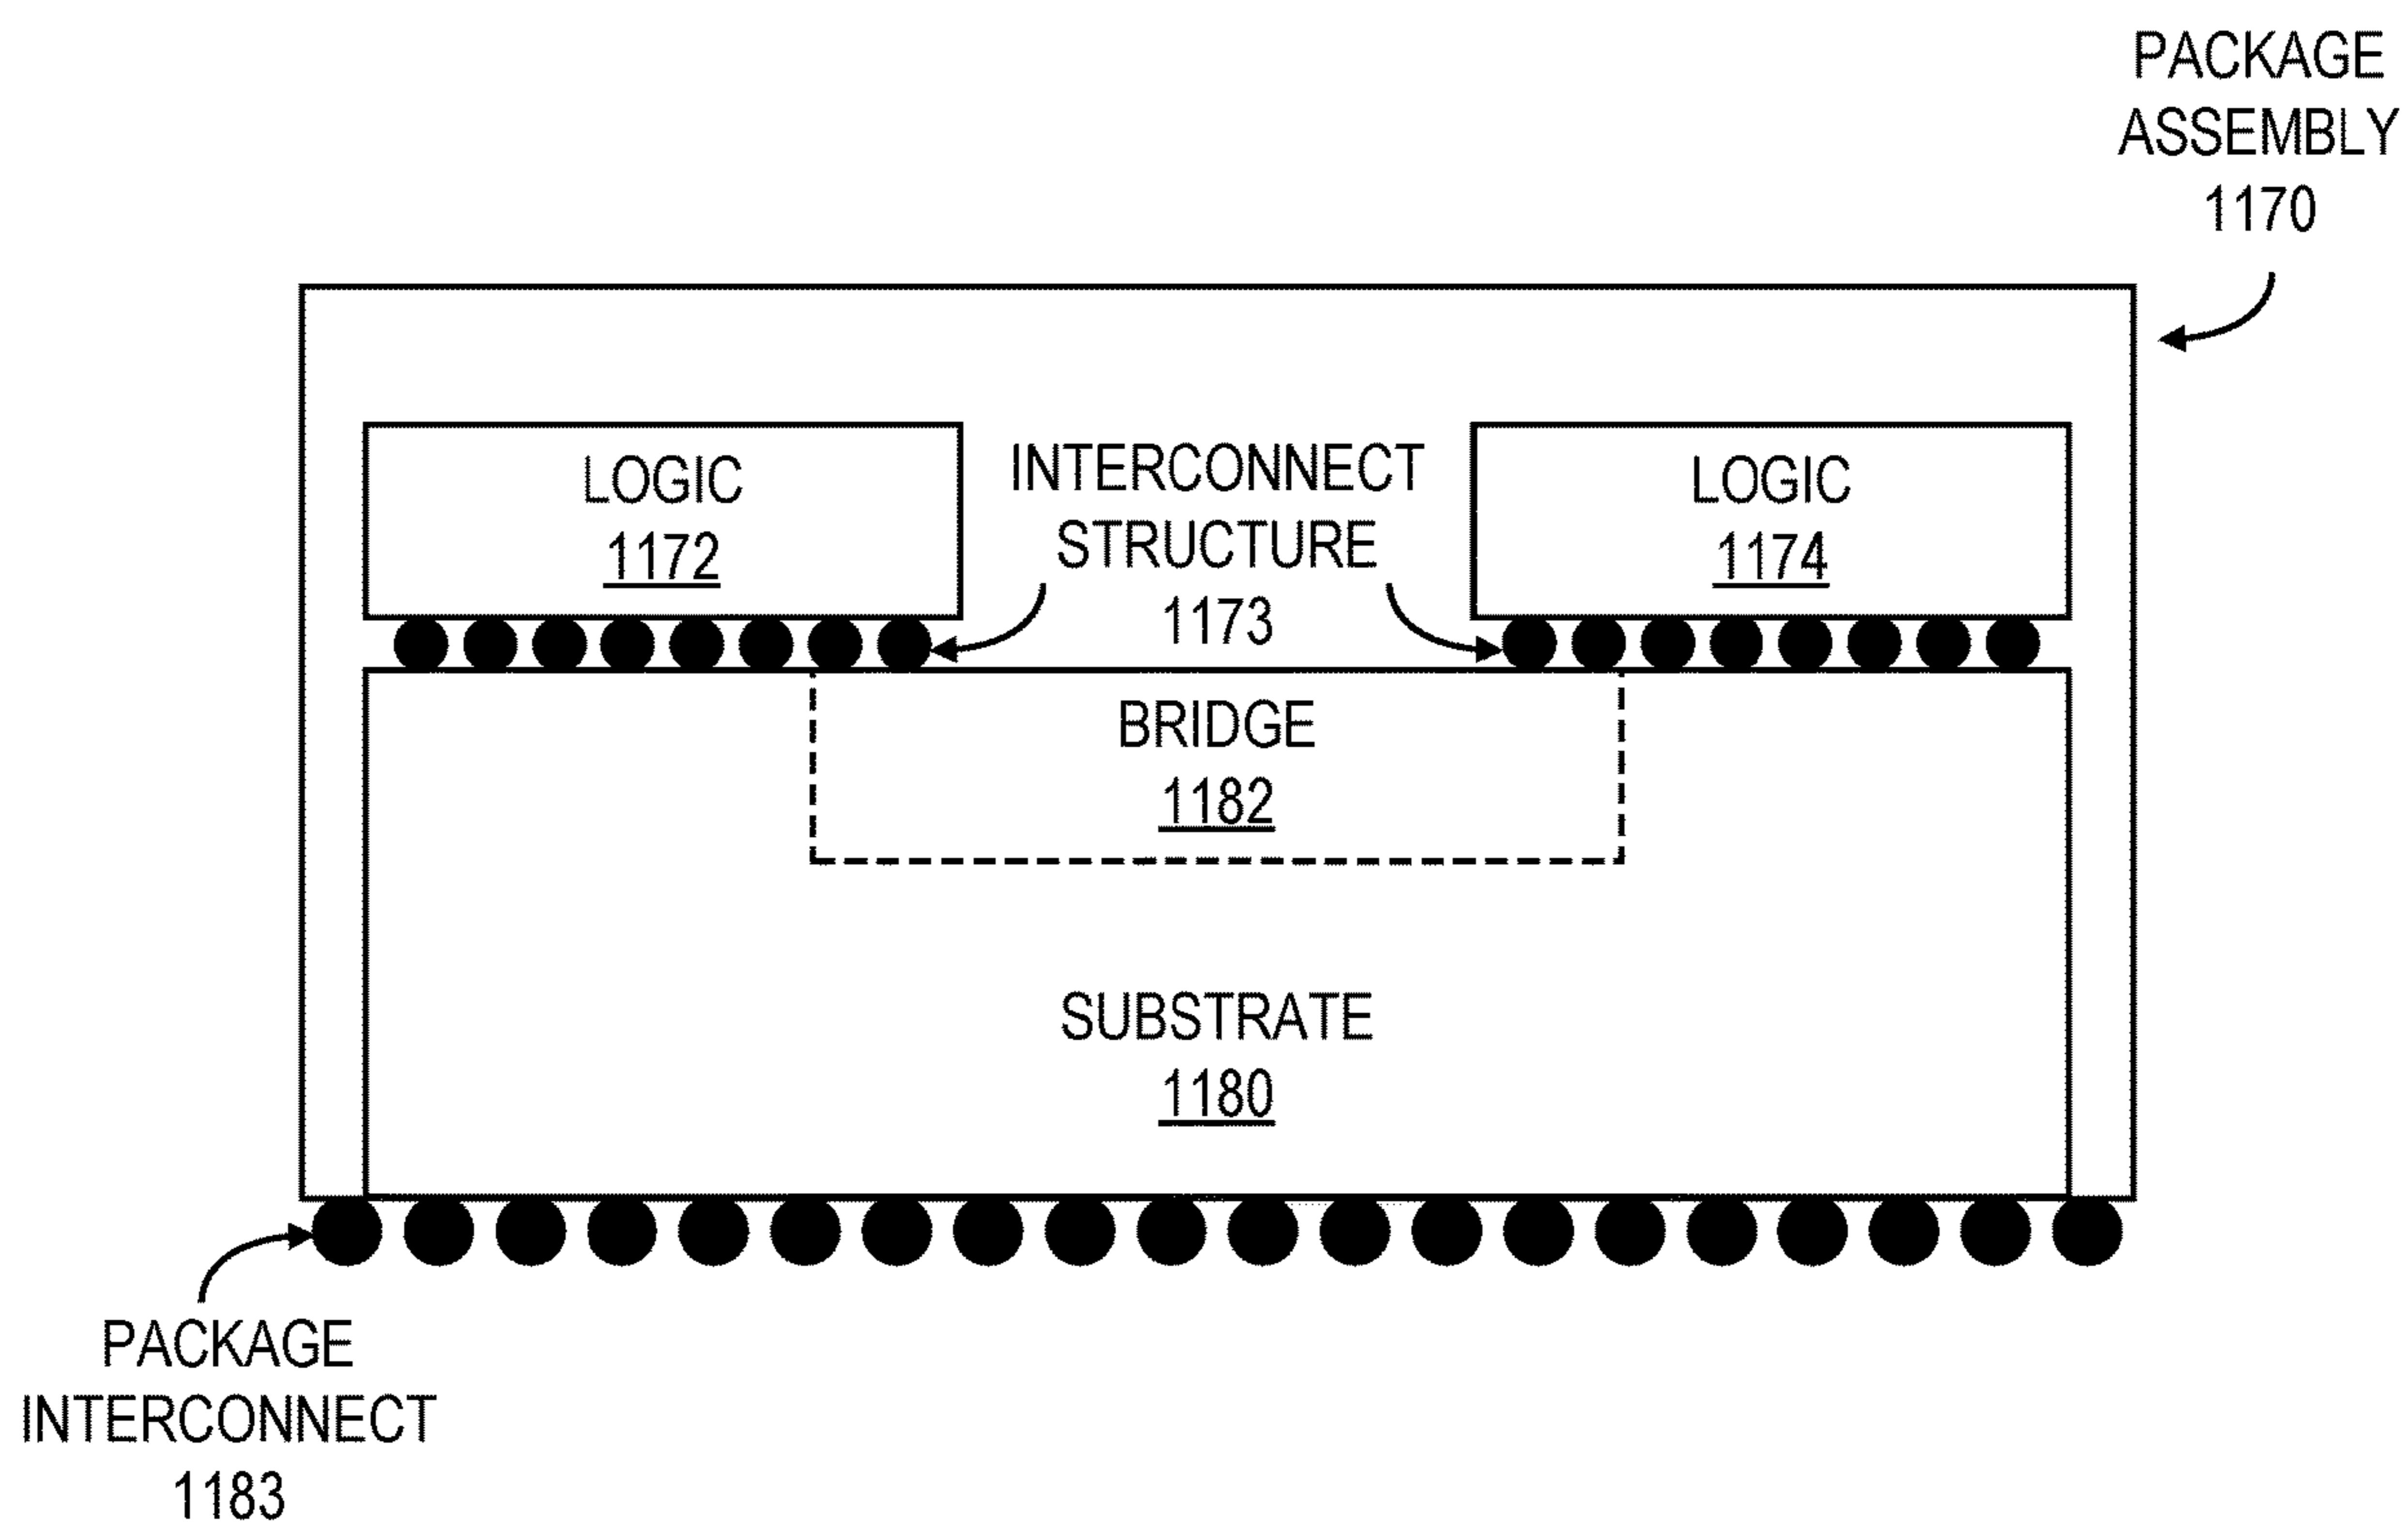 PACKAGE
ASSEMBLY
1170
LOGIC
1172
INTERCONNECT
STRUCTURE
1173
LOGIC
1174
BRIDGE
1182
SUBSTRATE
1180
PACKAGE
INTERCONNECT
1183